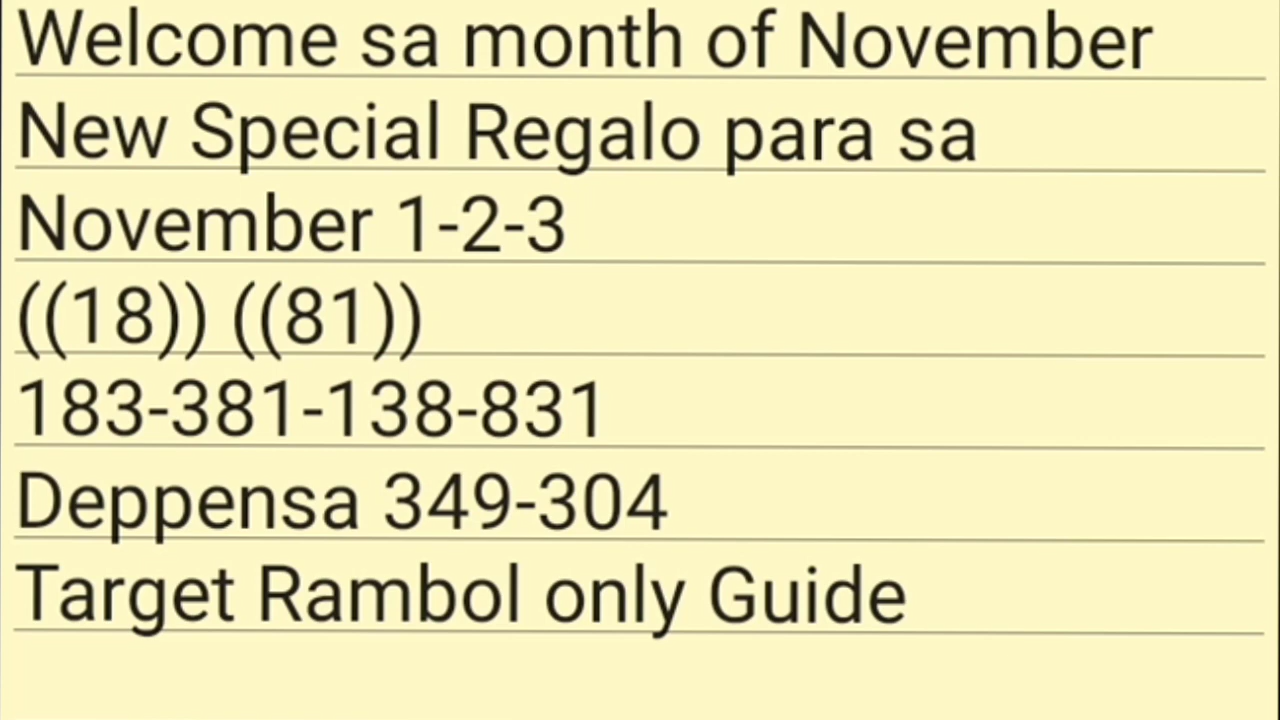 Welcome sa month of November
New Special Regalo para sa
November 1-2-3
((18)) ((81))
183-381-138-831
Deppensa 349-304
Target Rambol only Guide